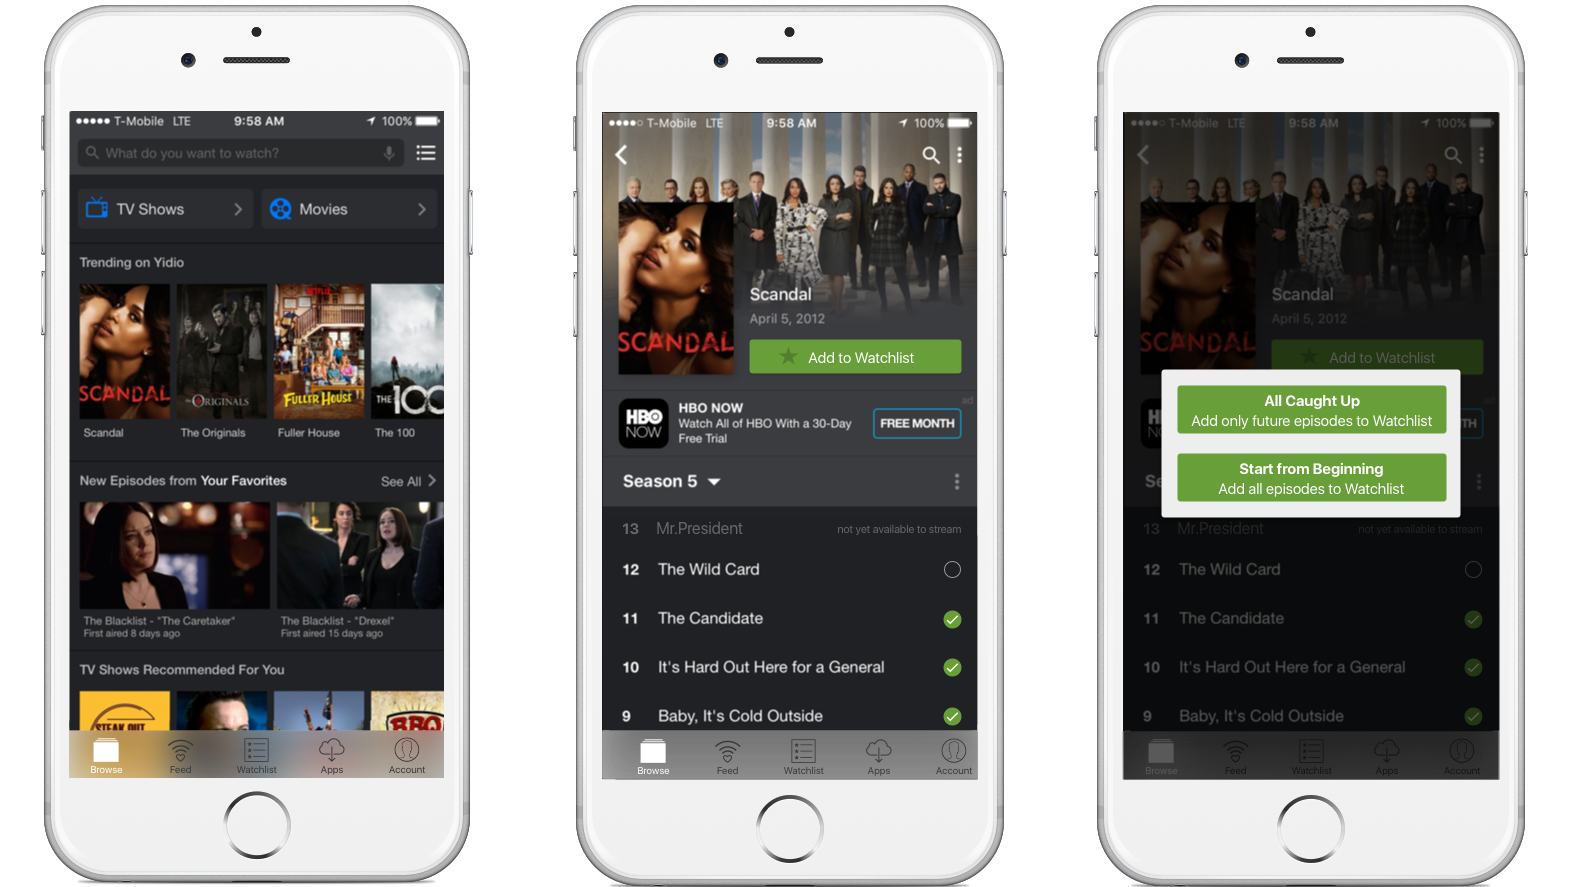 T-Mobile LTE 9:58 AM 100%
What do you want to watch?
TV Shows
Movies
Trending on Yidio
SCANDAL
THE ORIGINALS
NETFLIX
FULLER HOUSE
THE 100
Scandal
The Originals
Fuller House
The 100
New Episodes from Your Favorites
See All
The Blacklist - "The Caretaker"
First aired 8 days ago
The Blacklist - "Drexel"
First aired 15 days ago
TV Shows Recommended For You
STEAK OUT
BBQ
Browse
Feed
Watchlist
Apps
Account
T-Mobile LTE 9:58 AM 100%
SCANDAL
Scandal
April 5, 2012
Add to Watchlist
HBO
NOW
HBO NOW
Watch All of HBO With a 30-Day
Free Trial
ad
FREE MONTH
Season 5
13 Mr.President not yet available to stream
12 The Wild Card
11 The Candidate
10 It's Hard Out Here for a General
9 Baby, It's Cold Outside
Browse
Feed
Watchlist
Apps
Account
T-Mobile LTE 9:58 AM 100%
SCANDAL
Scandal
April 5, 2012
Add to Watchlist
All Caught Up
Add only future episodes to Watchlist
Start from Beginning
Add all episodes to Watchlist
H
N
ad
TH
Se
13 Mr.President not yet available to stream
12 The Wild Card
11 The Candidate
10 It's Hard Out Here for a General
9 Baby, It's Cold Outside
Browse
Feed
Watchlist
Apps
Account